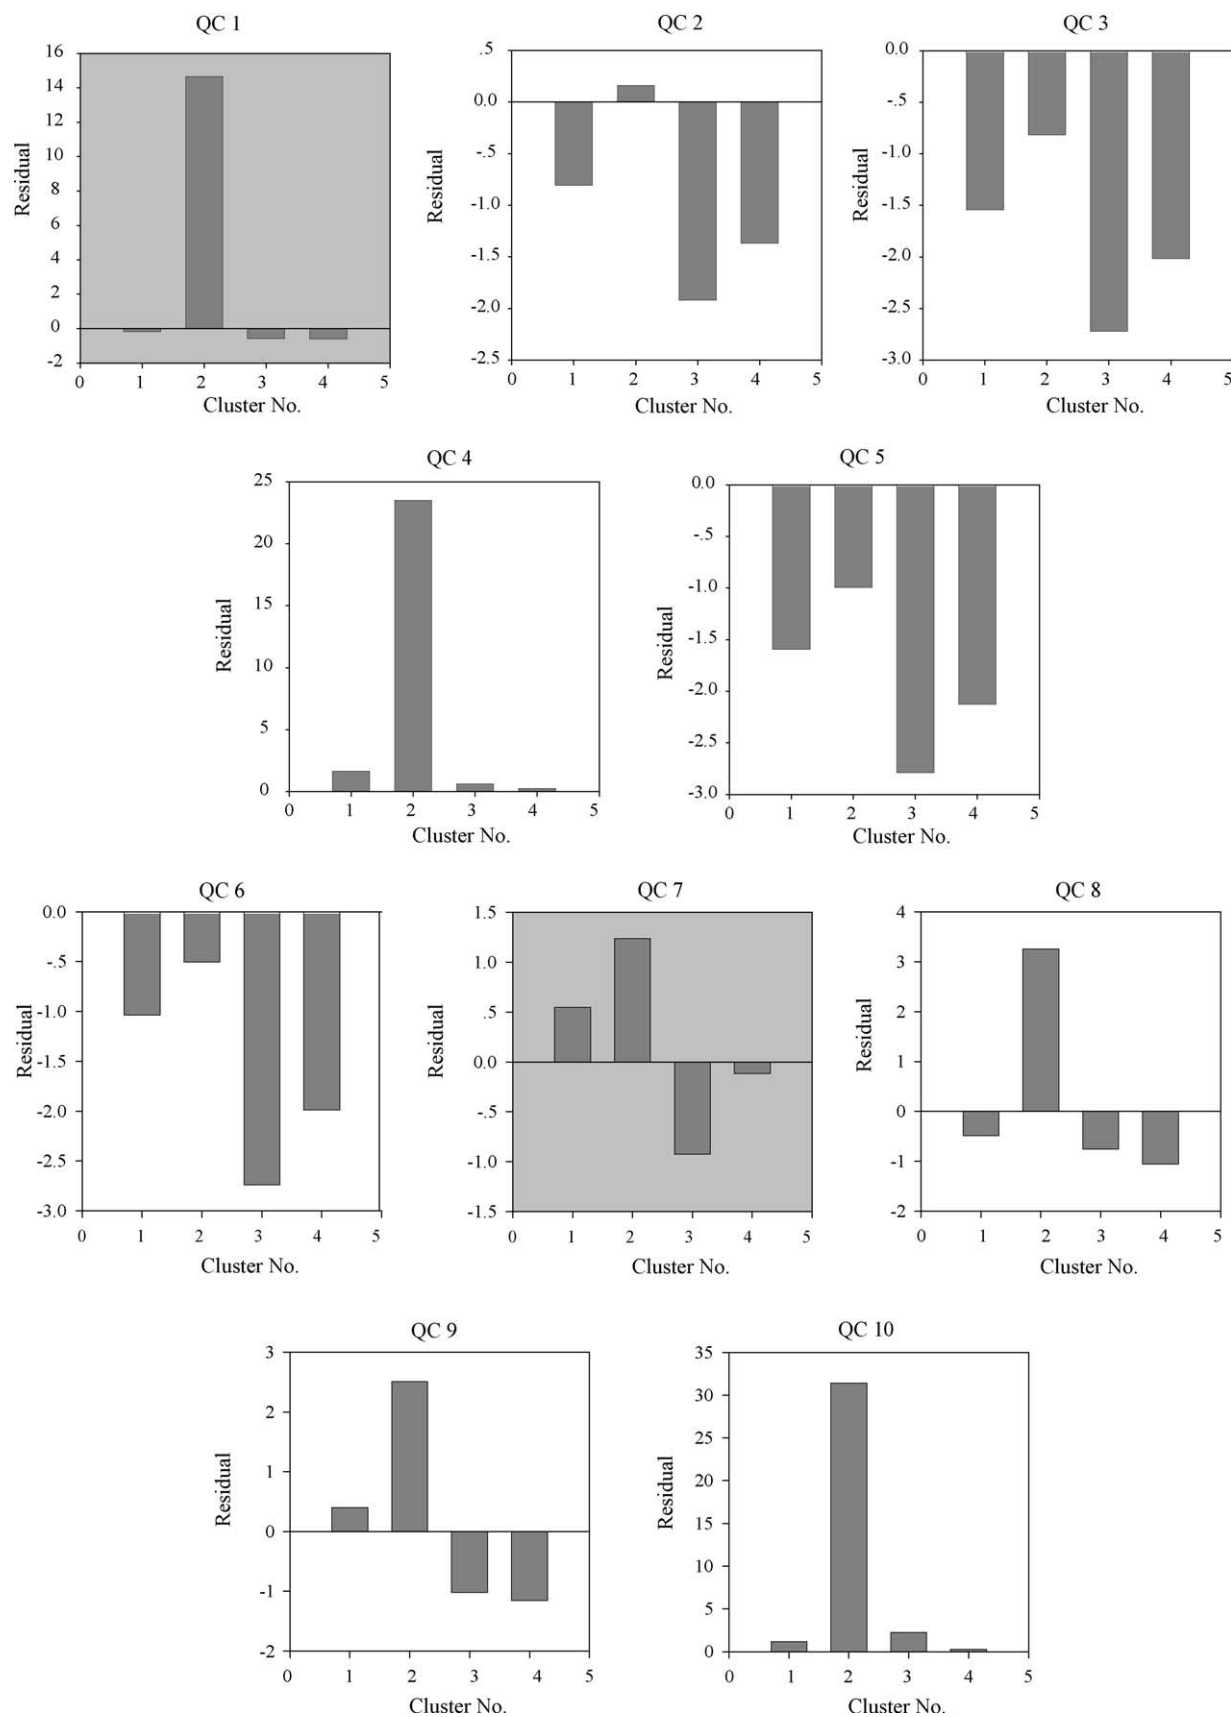 QC 1
16
14
12
10
8
6
4
2
0
-2
Residual
0 1 2 3 4 5
Cluster No.
QC 2
.5
0.0
-.5
-1.0
-1.5
-2.0
-2.5
Residual
0 1 2 3 4 5
Cluster No.
QC 3
0.0
-.5
-1.0
-1.5
-2.0
-2.5
-3.0
Residual
0 1 2 3 4 5
Cluster No.
QC 4
25
20
15
10
5
0
Residual
0 1 2 3 4 5
Cluster No.
QC 5
0.0
-.5
-1.0
-1.5
-2.0
-2.5
-3.0
Residual
0 1 2 3 4 5
Cluster No.
QC 6
0.0
-.5
-1.0
-1.5
-2.0
-2.5
-3.0
Residual
0 1 2 3 4 5
Cluster No.
QC 7
1.5
1.0
.5
0.0
-.5
-1.0
-1.5
Residual
0 1 2 3 4 5
Cluster No.
QC 8
4
3
2
1
0
-1
-2
Residual
0 1 2 3 4 5
Cluster No.
QC 9
3
2
1
0
-1
-2
Residual
0 1 2 3 4 5
Cluster No.
QC 10
35
30
25
20
15
10
5
0
Residual
0 1 2 3 4 5
Cluster No.